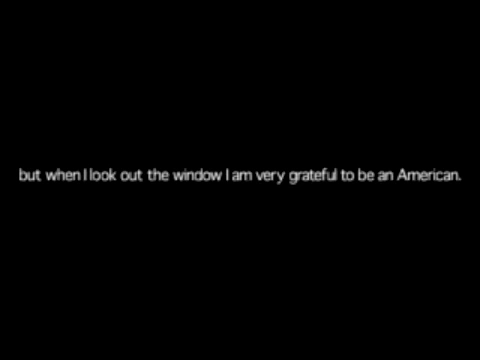 but when I look out the window I am very grateful to be an American.